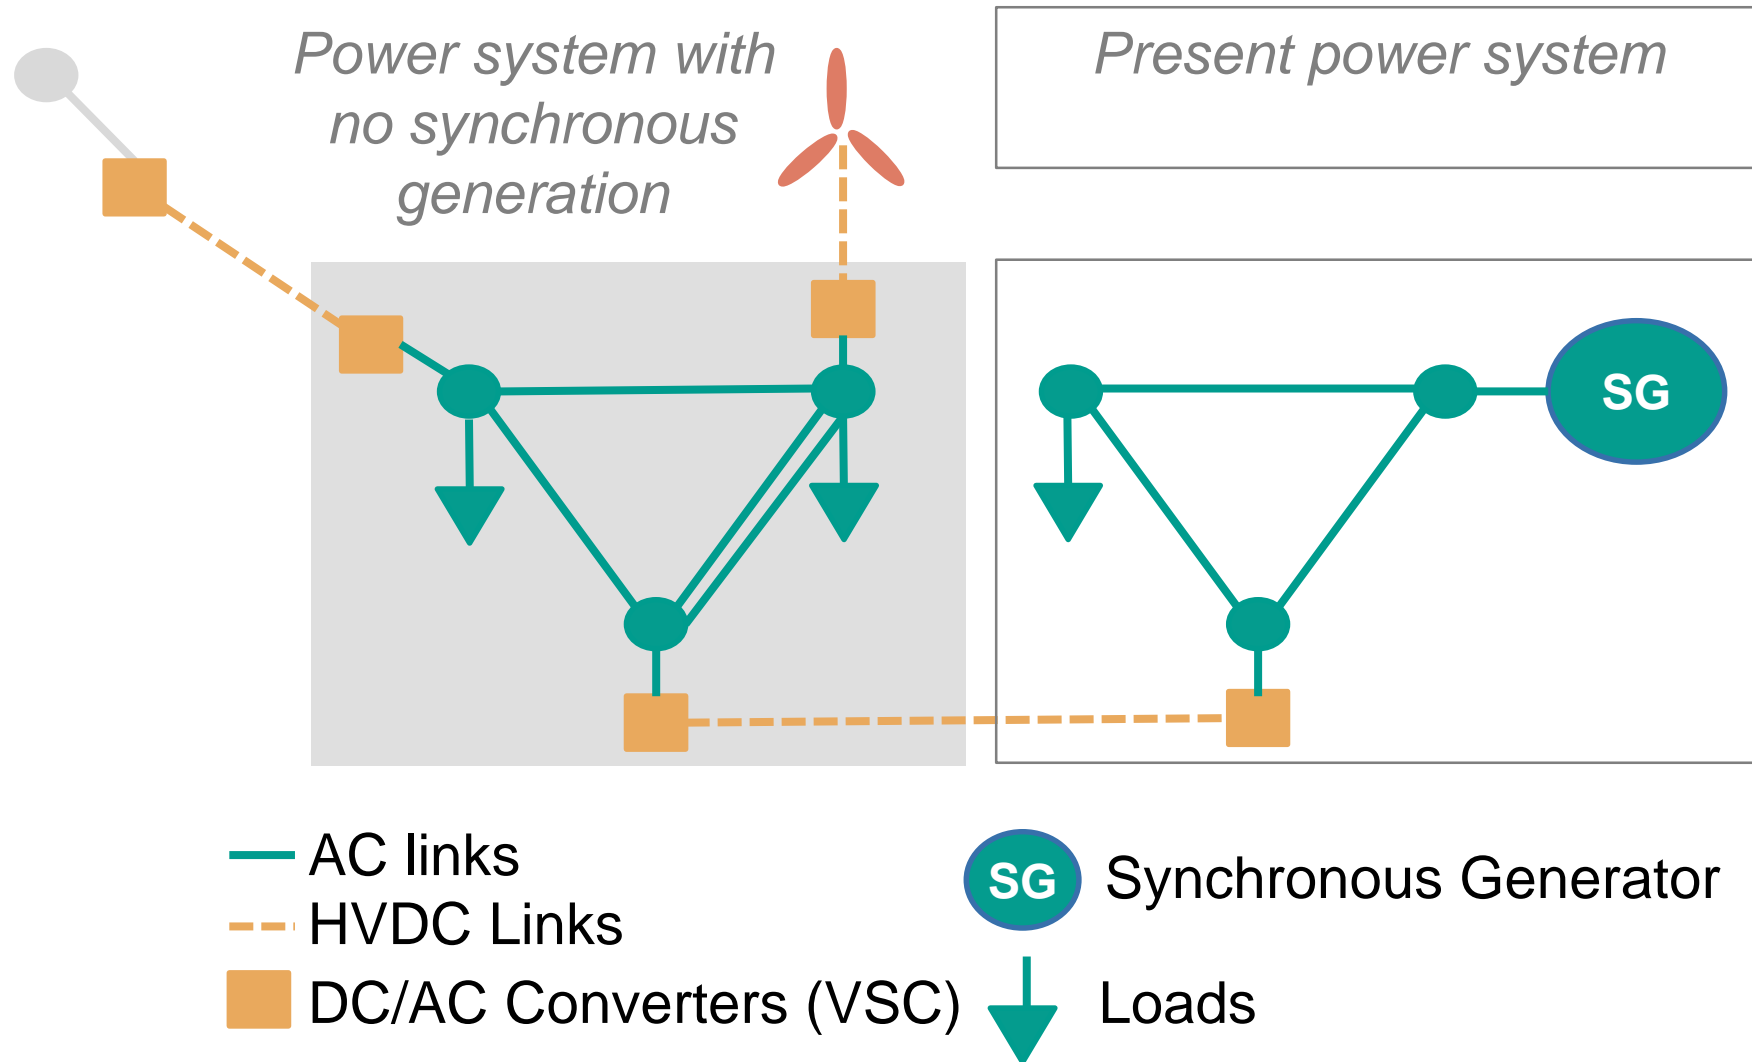 Power system with
no synchronous
generation
Present power system
SG
AC links
HVDC Links
DC/AC Converters (VSC)
SG
Synchronous Generator
Loads